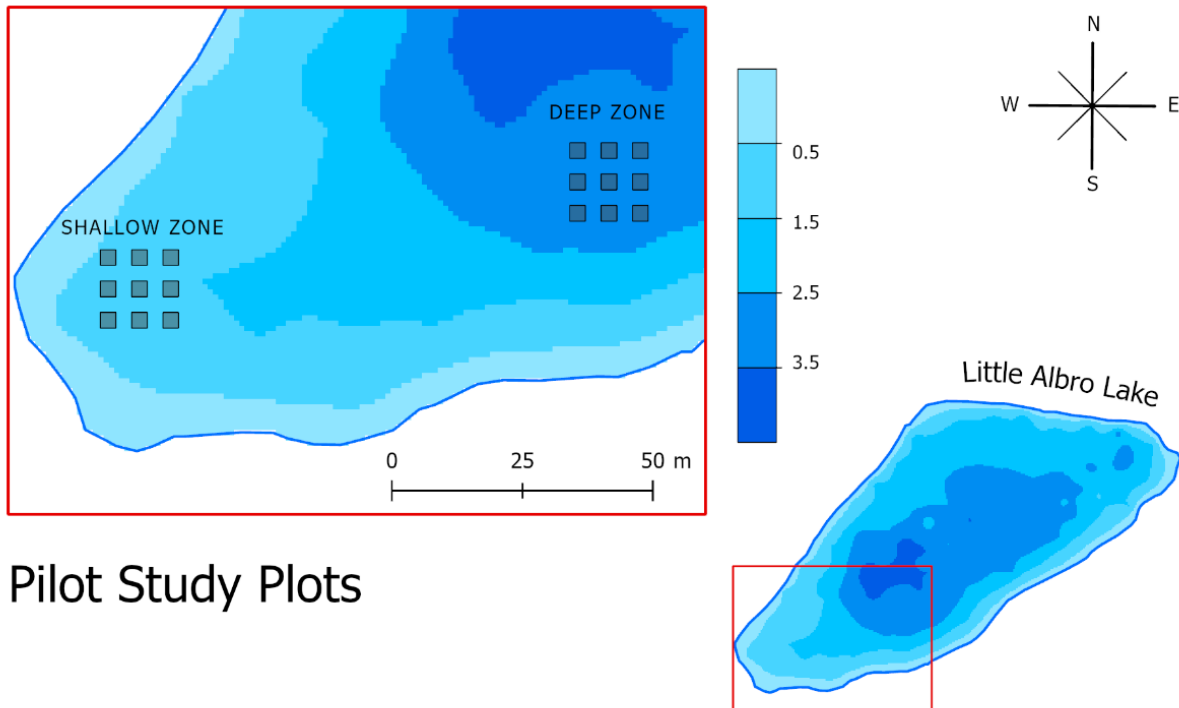 DEEP ZONE
SHALLOW ZONE
0 25 50 m
0.5
1.5
2.5
3.5
N
W E
S
Little Albro Lake
Pilot Study Plots